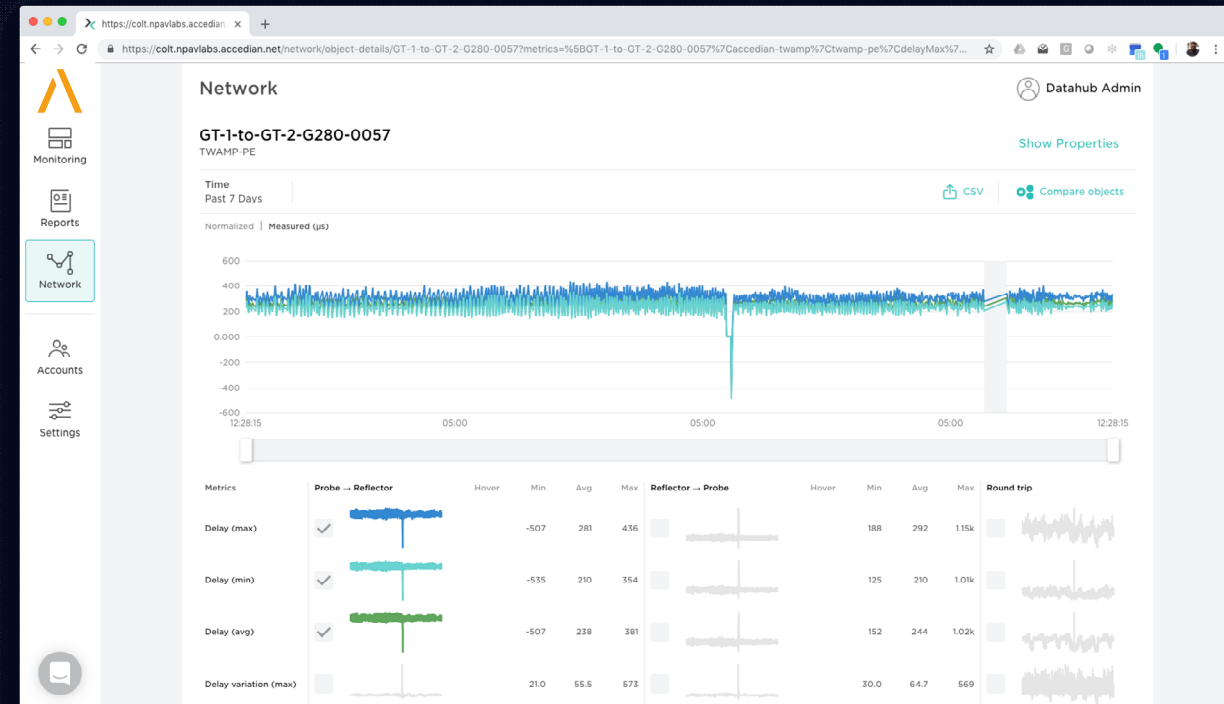 https://colt.npavlabs.accedian.
https://colt.npavlabs.accedian.net/network/object-details/GT-1-to-GT-2-G280-0057?metrics=%5BGT-1-to-GT-2-G280-0057%7Caccedian-twamp%7Ctwamp-pe%7CdelayMax%7...
Network
Datahub Admin
Monitoring
Reports
Network
Accounts
Settings
GT-1-to-GT-2-G280-0057
TWAMP-PE
Show Properties
Time
Past 7 Days
CSV
Compare objects
Normalized | Measured (µs)
600
400
200
0.000
-200
-400
-600
12:28:15 05:00 05:00 05:00 12:28:15
Metrics Probe → Reflector Hover Min Avg Max Reflector → Probe Hover Min Avg Max Round trip
Delay (max) -507 281 436 188 292 1.15k
Delay (min) -535 210 354 125 210 1.01k
Delay (avg) -507 238 381 152 244 1.02k
Delay variation (max) 21.0 55.5 573 30.0 64.7 569